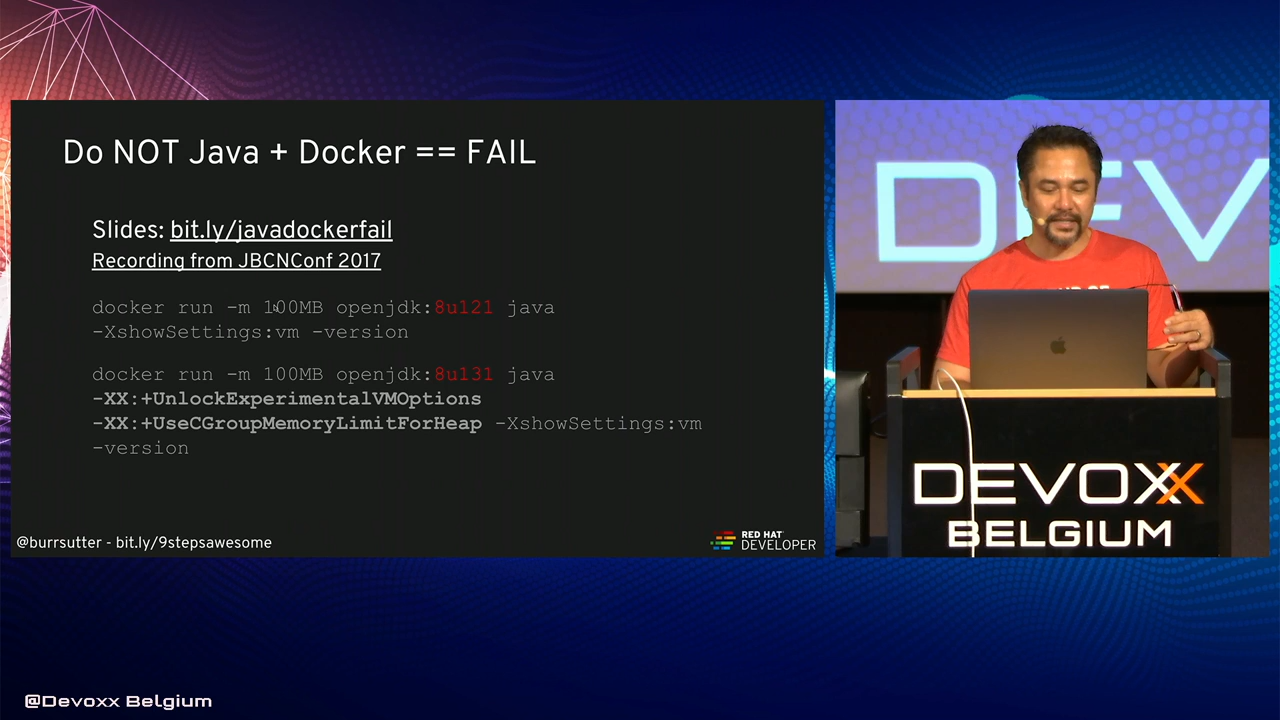 Do NOT Java + Docker == FAIL
Slides: bit.ly/javadockerfail
Recording from JBCNConf 2017
docker run -m 100MB openjdk:8u121 java
-XshowSettings:vm -version
docker run -m 100MB openjdk:8u131 java
-XX:+UnlockExperimentalVMOptions
-XX:+UseCGroupMemoryLimitForHeap -XshowSettings:vm
-version
@burrsutter - bit.ly/9stepsawesome
RED HAT
DEVELOPER
DEV
DEVOXX
BELGIUM
@Devoxx Belgium